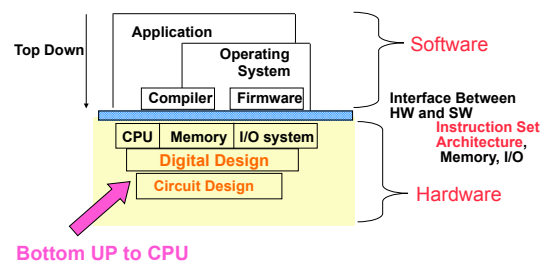 Application
Top Down
Operating
System
Software
Compiler
Firmware
Interface Between
HW and SW
Instruction Set
Architecture,
Memory, I/O
CPU
Memory
I/O system
Digital Design
Circuit Design
Hardware
Bottom UP to CPU